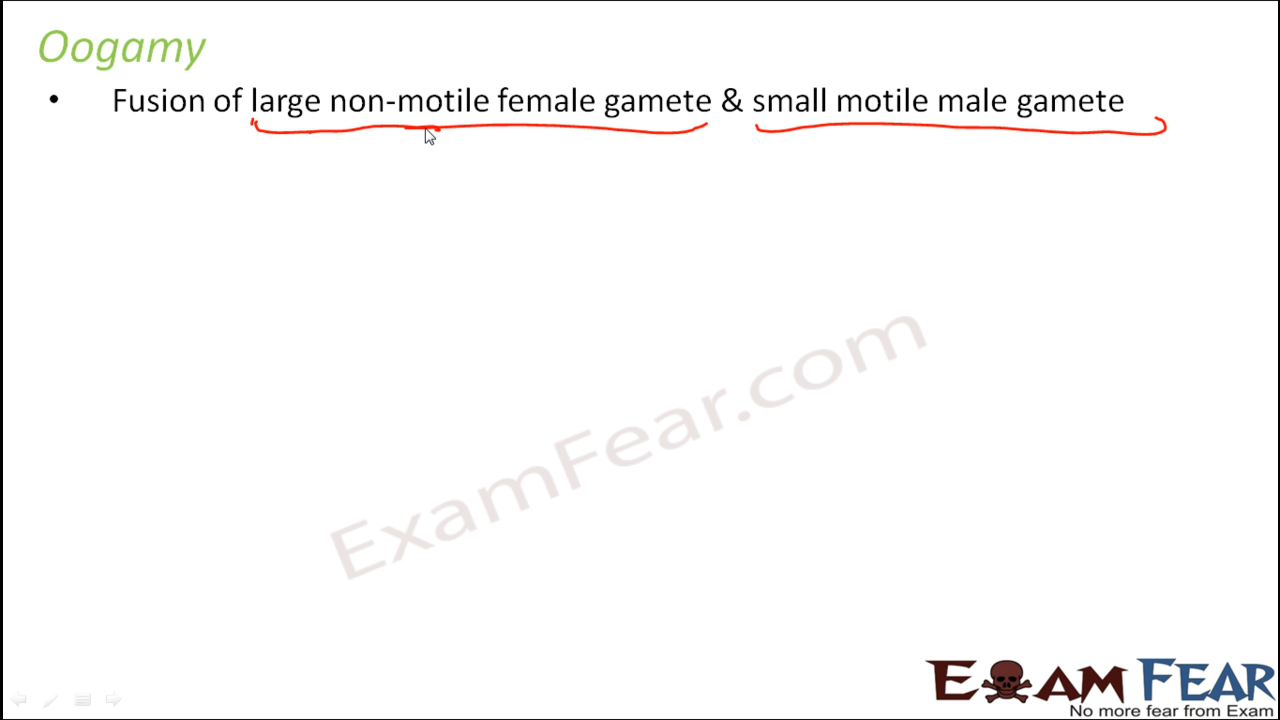 Oogamy
• Fusion of large non-motile female gamete & small motile male gamete
ExamFear.com
EXAM FEAR
No more fear from Exam